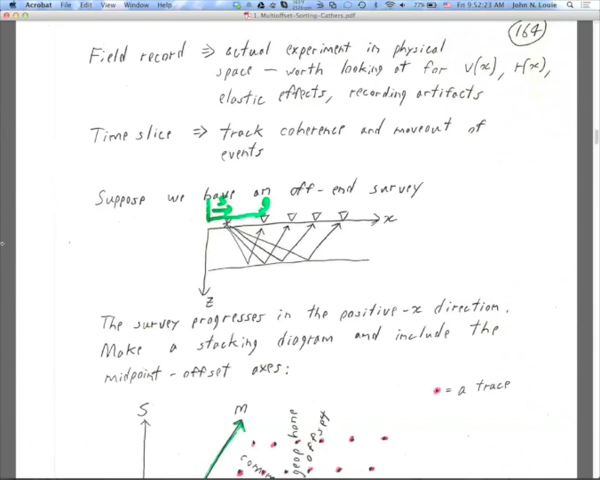 Acrobat File Edit View Window Help
77% Fri 9:52:23 AM John N. Louie
1. Multioffset-Sorting-Gathers.pdf
164
Field record ⇒ actual experiment in physical
space – worth looking at for v(x), r(x),
elastic effects, recording artifacts
Time slice ⇒ track coherence and moveout of
events
Suppose we have an off-end survey
S g
x
z
The survey progresses in the positive-x direction.
Make a stacking diagram and include the
midpoint-offset axes:
= a trace
S
M
geophone
offset